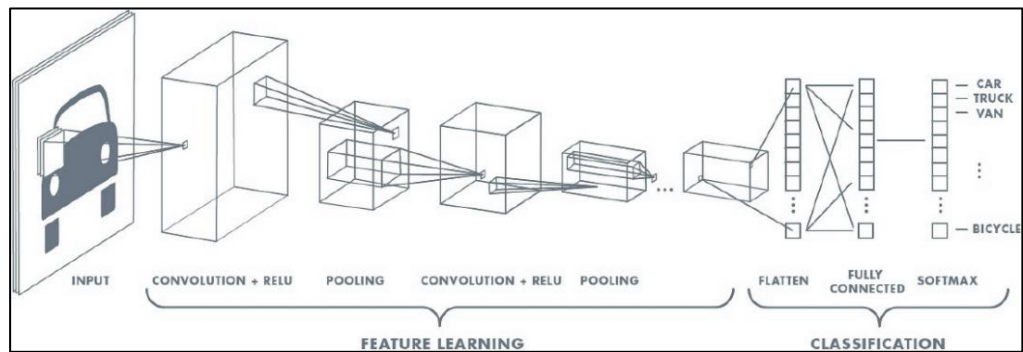 CAR
TRUCK
VAN
BICYCLE
INPUT CONVOLUTION + RELU POOLING CONVOLUTION + RELU POOLING FLATTEN FULLY CONNECTED SOFTMAX
FEATURE LEARNING CLASSIFICATION